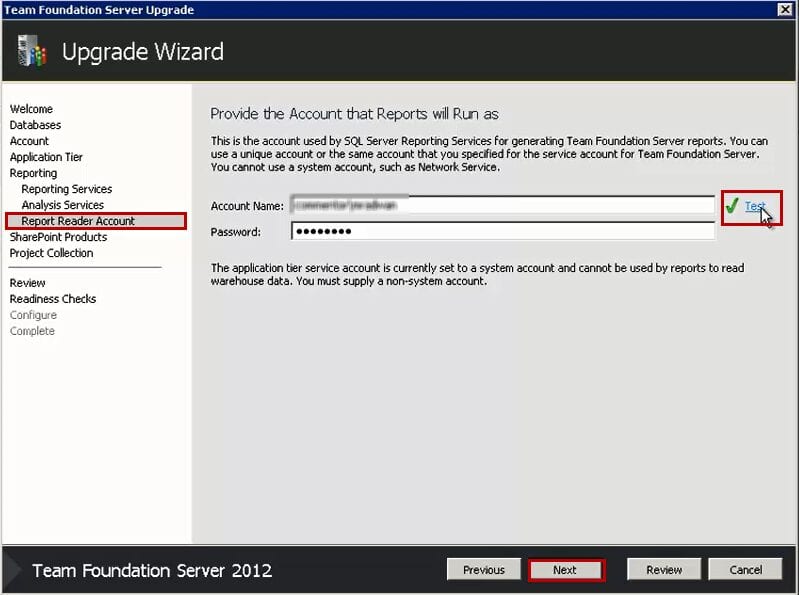 Team Foundation Server Upgrade
Upgrade Wizard
Welcome
Databases
Account
Application Tier
Reporting
Reporting Services
Analysis Services
Report Reader Account
SharePoint Products
Project Collection
Review
Readiness Checks
Configure
Complete
Provide the Account that Reports will Run as
This is the account used by SQL Server Reporting Services for generating Team Foundation Server reports. You can
use a unique account or the same account that you specified for the service account for Team Foundation Server.
You cannot use a system account, such as Network Service.
Account Name:
Test
Password: ●●●●●●●●
The application tier service account is currently set to a system account and cannot be used by reports to read
warehouse data. You must supply a non-system account.
Team Foundation Server 2012
Previous
Next
Review
Cancel